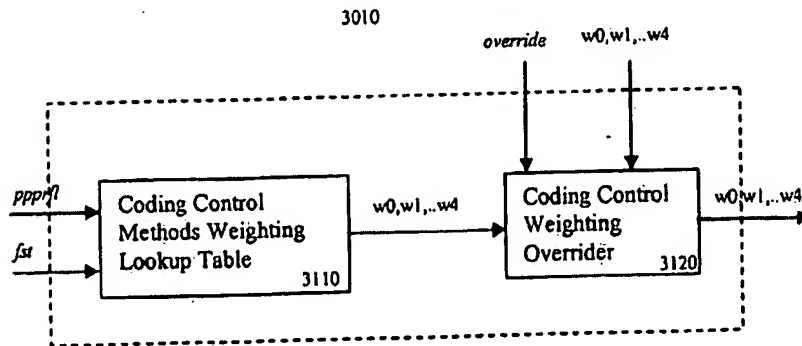 3010
override
w0,w1,..w4
ppprfl
fst
Coding Control
Methods Weighting
Lookup Table
3110
w0,w1,..w4
Coding Control
Weighting
Overrider
3120
w0,w1,..w4